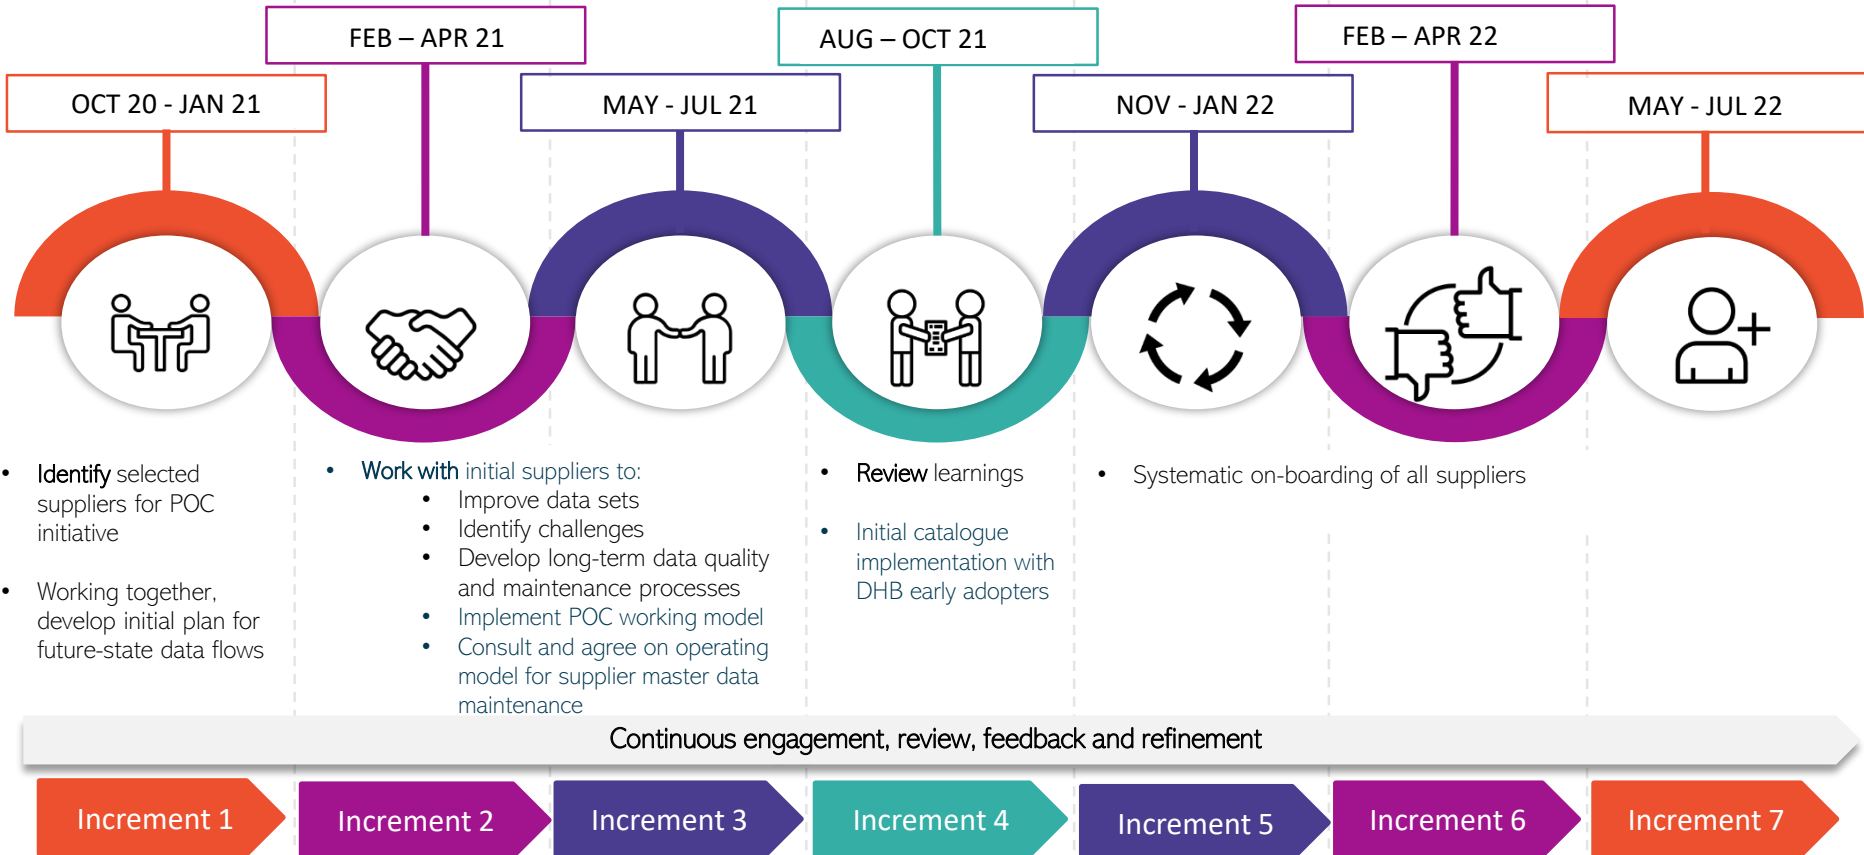 FEB – APR 21
AUG – OCT 21
FEB – APR 22
OCT 20 - JAN 21
MAY - JUL 21
NOV - JAN 22
MAY - JUL 22
• Identify selected
suppliers for POC
initiative
• Working together,
develop initial plan for
future-state data flows
• Work with initial suppliers to:
• Improve data sets
• Identify challenges
• Develop long-term data quality
and maintenance processes
• Implement POC working model
• Consult and agree on operating
model for supplier master data
maintenance
• Review learnings
• Initial catalogue
implementation with
DHB early adopters
• Systematic on-boarding of all suppliers
Continuous engagement, review, feedback and refinement
Increment 1
Increment 2
Increment 3
Increment 4
Increment 5
Increment 6
Increment 7